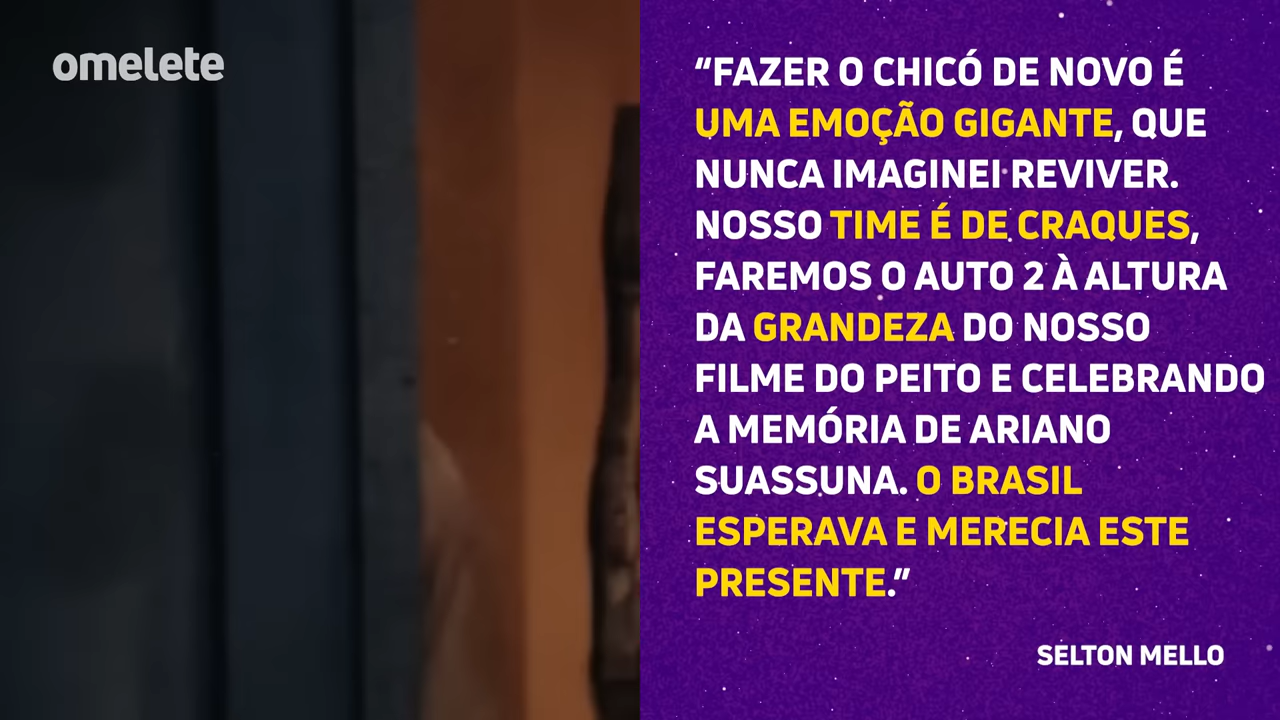 omelete
“FAZER O CHICÓ DE NOVO É
UMA EMOÇÃO GIGANTE, QUE
NUNCA IMAGINEI REVIVER.
NOSSO TIME É DE CRAQUES,
FAREMOS O AUTO 2 À ALTURA
DA GRANDEZA DO NOSSO
FILME DO PEITO E CELEBRANDO
A MEMÓRIA DE ARIANO
SUASSUNA. O BRASIL
ESPERAVA E MERECIA ESTE
PRESENTE.”
SELTON MELLO